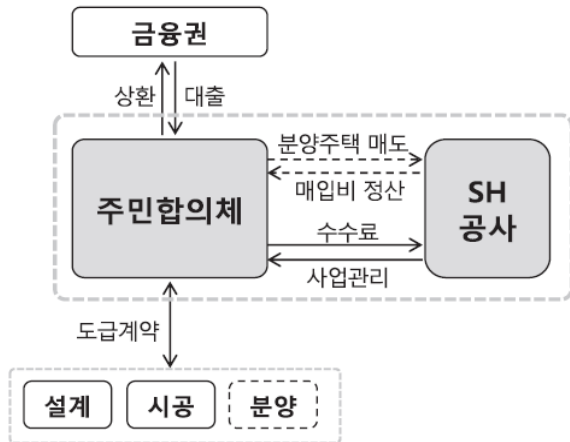 금융권
상환 대출
분양주택 매도
매입비 정산
주민합의체
SH
공사
수수료
사업관리
도급계약
설계 시공 분양